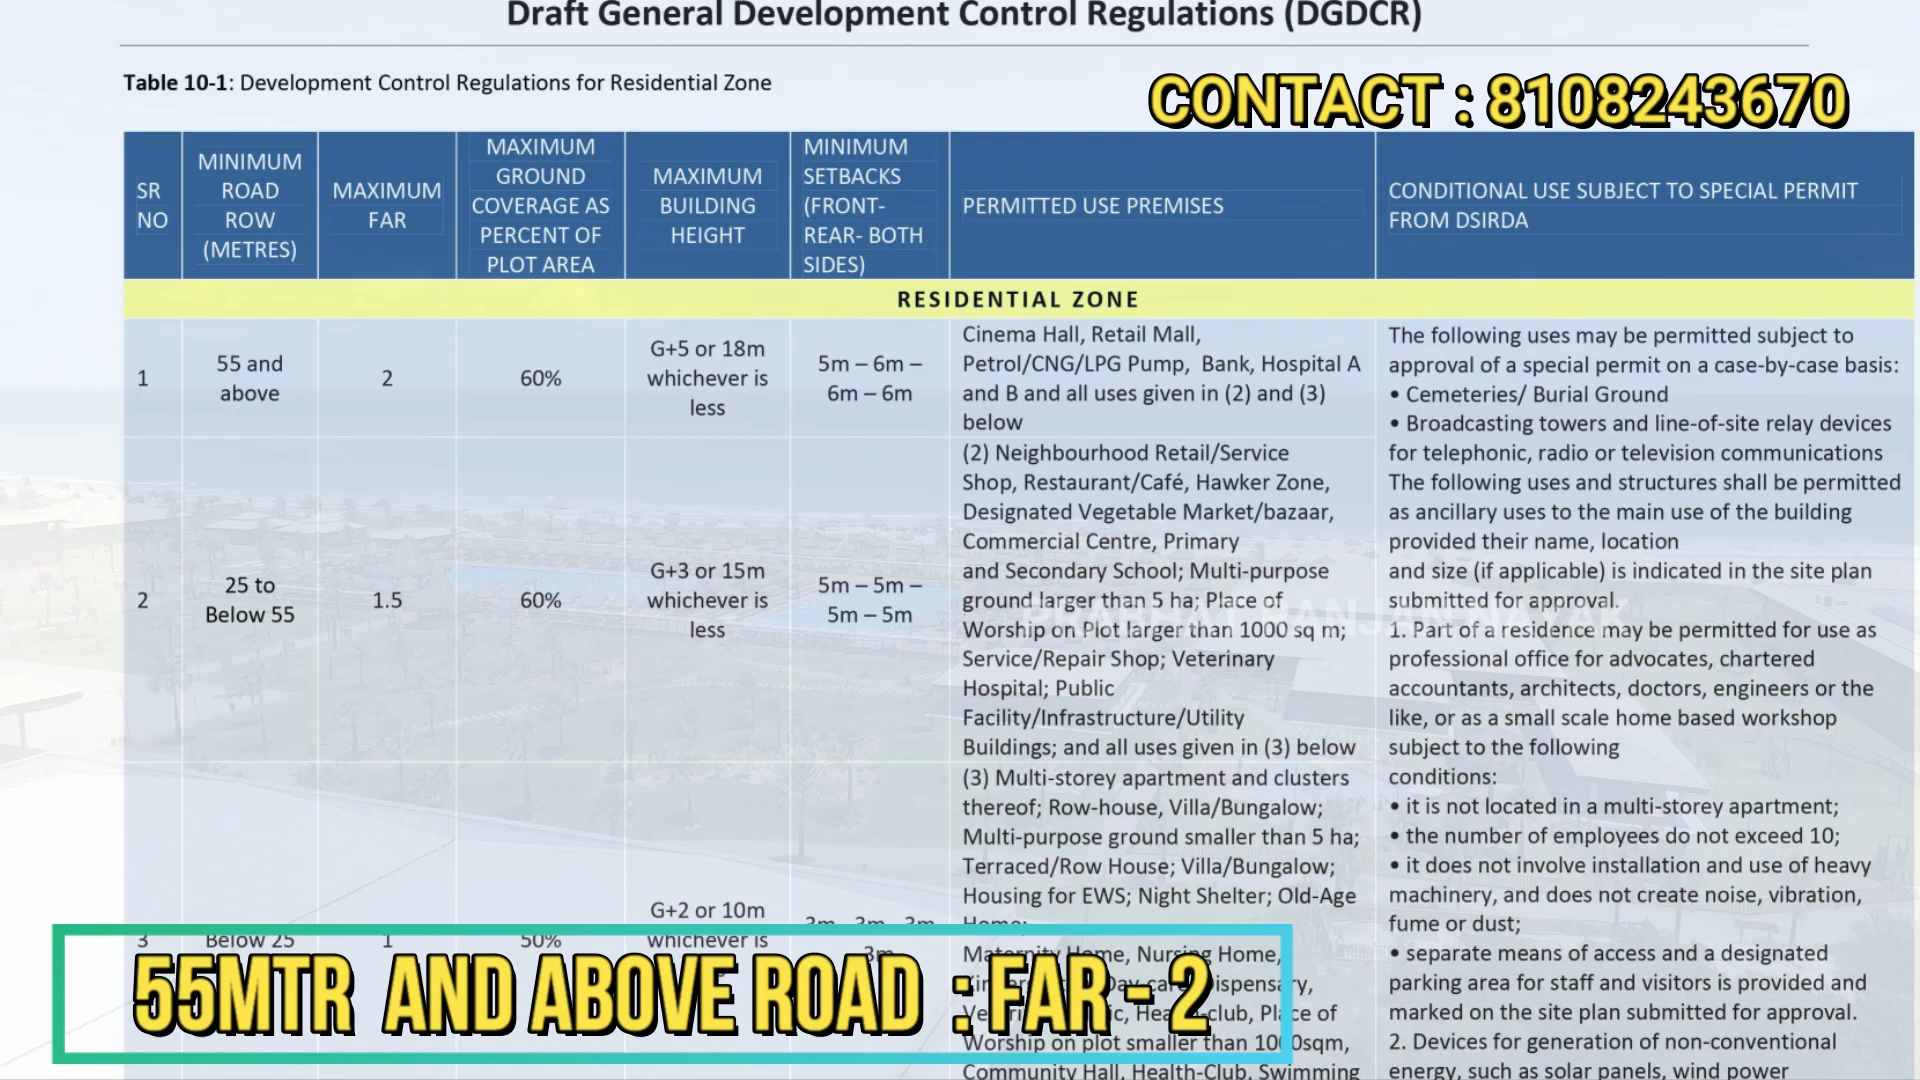 Draft General Development Control Regulations (DGDCR)
Table 10-1: Development Control Regulations for Residential Zone
CONTACT : 8108243670
SR
NO
MINIMUM
ROAD
ROW
(METRES)
MAXIMUM
FAR
MAXIMUM
GROUND
COVERAGE AS
PERCENT OF
PLOT AREA
MAXIMUM
BUILDING
HEIGHT
MINIMUM
SETBACKS
(FRONT-
REAR- BOTH
SIDES)
PERMITTED USE PREMISES
CONDITIONAL USE SUBJECT TO SPECIAL PERMIT
FROM DSIRDA
RESIDENTIAL ZONE
1
55 and
above
2
60%
G+5 or 18m
whichever is
less
5m – 6m –
6m – 6m
Cinema Hall, Retail Mall,
Petrol/CNG/LPG Pump, Bank, Hospital A
and B and all uses given in (2) and (3)
below
2
25 to
Below 55
1.5
60%
G+3 or 15m
whichever is
less
5m – 5m –
5m – 5m
(2) Neighbourhood Retail/Service
Shop, Restaurant/Café, Hawker Zone,
Designated Vegetable Market/bazaar,
Commercial Centre, Primary
and Secondary School; Multi-purpose
ground larger than 5 ha; Place of
Worship on Plot larger than 1000 sq m;
Service/Repair Shop; Veterinary
Hospital; Public
Facility/Infrastructure/Utility
Buildings; and all uses given in (3) below
3
Below 25
1
50%
G+2 or 10m
whichever is
3m
(3) Multi-storey apartment and clusters
thereof; Row-house, Villa/Bungalow;
Multi-purpose ground smaller than 5 ha;
Terraced/Row House; Villa/Bungalow;
Housing for EWS; Night Shelter; Old-Age
Home;
Maternity Home, Nursing Home,
Place of
Worship on plot smaller than 1000sqm,
Community Hall, Health-Club, Swimming
The following uses may be permitted subject to
approval of a special permit on a case-by-case basis:
• Cemeteries/ Burial Ground
• Broadcasting towers and line-of-site relay devices
for telephonic, radio or television communications
The following uses and structures shall be permitted
as ancillary uses to the main use of the building
provided their name, location
and size (if applicable) is indicated in the site plan
submitted for approval.
1. Part of a residence may be permitted for use as
professional office for advocates, chartered
accountants, architects, doctors, engineers or the
like, or as a small scale home based workshop
subject to the following
conditions:
• it is not located in a multi-storey apartment;
• the number of employees do not exceed 10;
• it does not involve installation and use of heavy
machinery, and does not create noise, vibration,
fume or dust;
• separate means of access and a designated
parking area for staff and visitors is provided and
marked on the site plan submitted for approval.
2. Devices for generation of non-conventional
energy, such as solar panels, wind power
55MTR AND ABOVE ROAD : FAR - 2